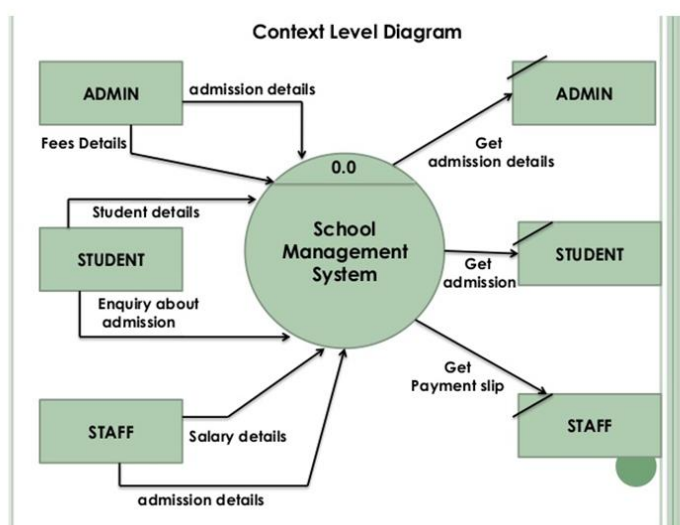 Context Level Diagram
ADMIN
admission details
Fees Details
ADMIN
Get
admission details
0.0
School
Management
System
Student details
STUDENT
Enquiry about
admission
STUDENT
Get
admission
Get
Payment slip
STAFF
Salary details
admission details
STAFF